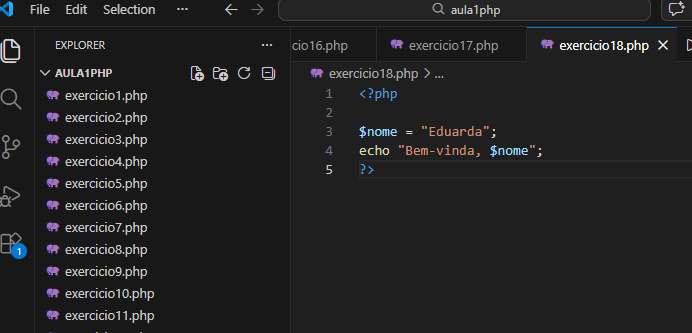 File Edit Selection ... aula1php
EXPLORER ...
AULA1PHP
exercicio1.php
exercicio2.php
exercicio3.php
exercicio4.php
exercicio5.php
exercicio6.php
exercicio7.php
exercicio8.php
exercicio9.php
exercicio10.php
exercicio11.php
1
cio16.php exercicio17.php exercicio18.php
exercicio18.php > ...
1 <?php
2
3 $nome = "Eduarda";
4 echo "Bem-vinda, $nome";
5 ?>